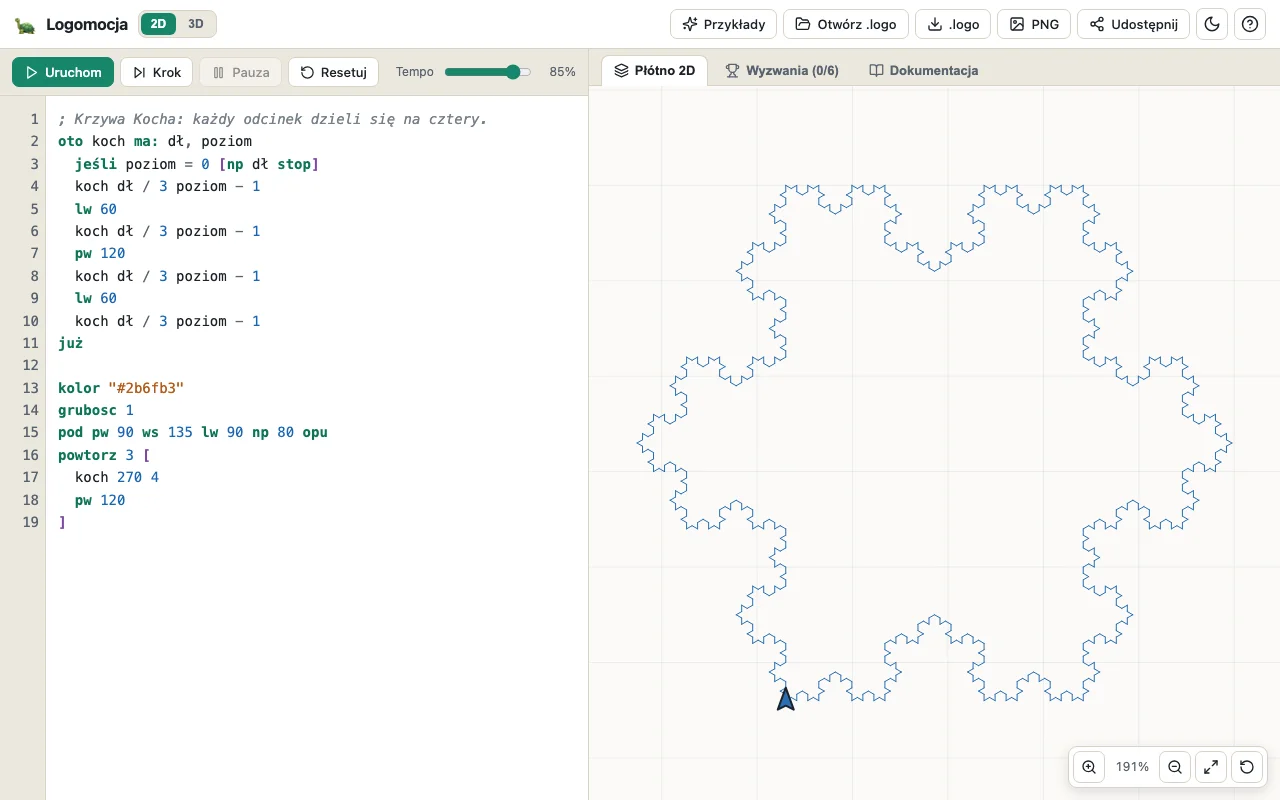 Logomocja 2D 3D Przykłady Otwórz .logo .logo PNG Udostępnij
Uruchom Krok Pauza Resetuj Tempo 85% Płótno 2D Wyzwania (0/6) Dokumentacja
1 ; Krzywa Kocha: każdy odcinek dzieli się na cztery.
2 oto koch ma: dł, poziom
3 jeśli poziom = 0 [np dł stop]
4 koch dł / 3 poziom - 1
5 lw 60
6 koch dł / 3 poziom - 1
7 pw 120
8 koch dł / 3 poziom - 1
9 lw 60
10 koch dł / 3 poziom - 1
11 już
12
13 kolor "#2b6fb3"
14 grubosc 1
15 pod pw 90 ws 135 lw 90 np 80 opu
16 powtorz 3 [
17 koch 270 4
18 pw 120
19 ]
191%